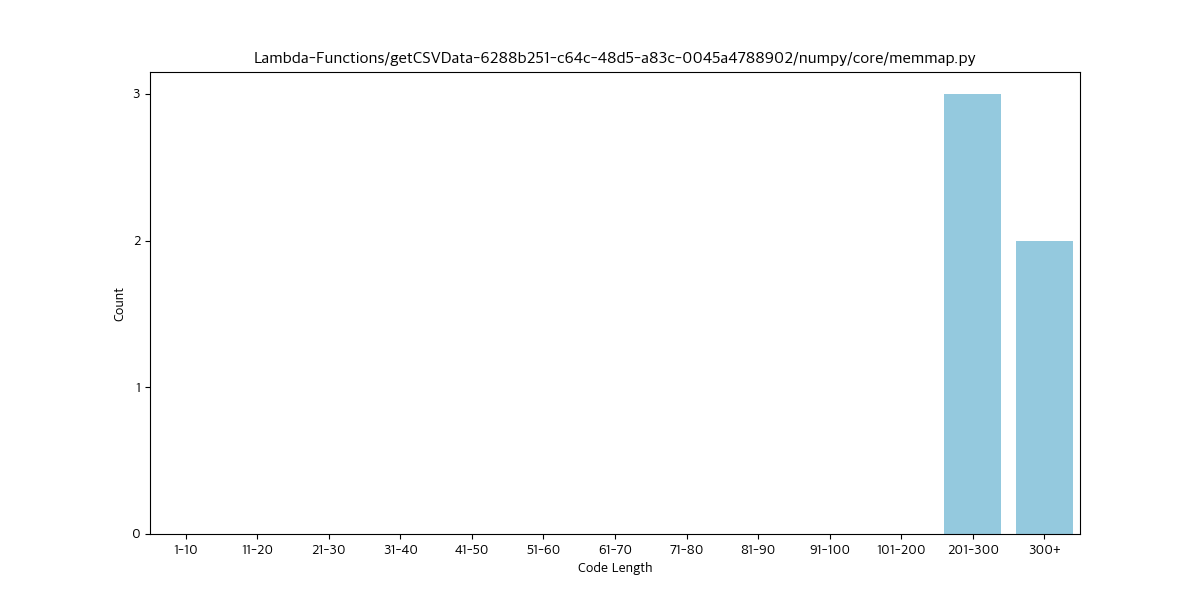 Lambda-Functions/getCSVData-6288b251-c64c-48d5-a83c-0045a4788902/numpy/core/memmap.py
3
2
1
0
Count
1-10 11-20 21-30 31-40 41-50 51-60 61-70 71-80 81-90 91-100 101-200 201-300 300+
Code Length